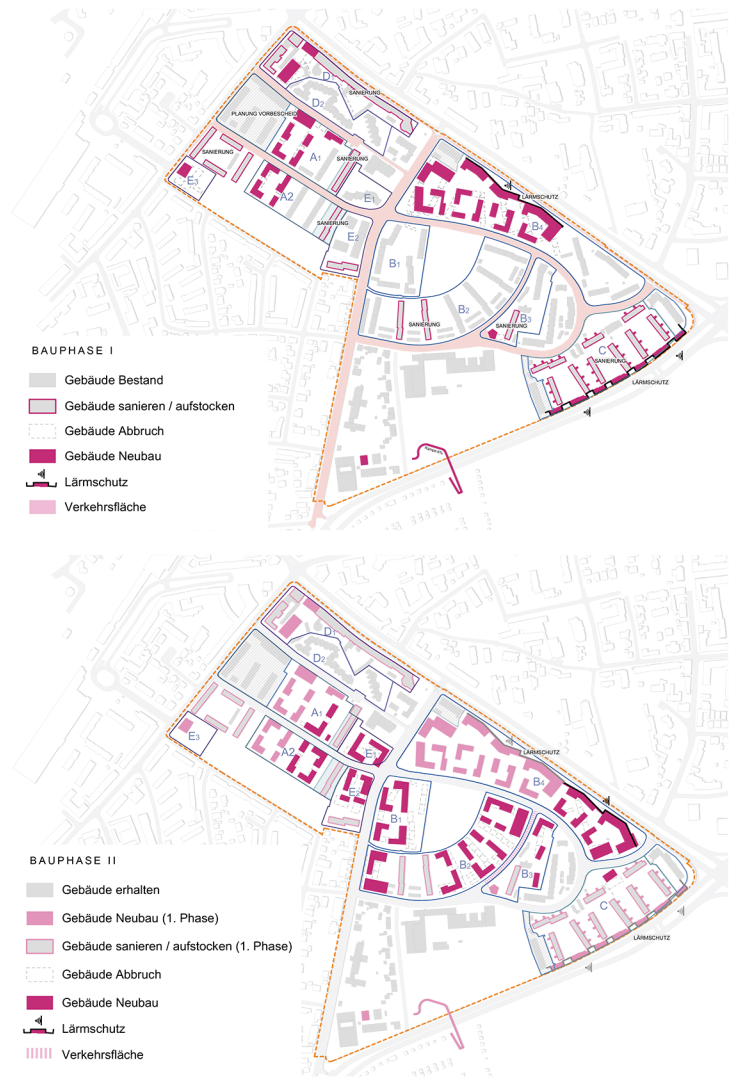 D1
SANIERUNG
D2
PLANUNG VORBESCHEID
SANIERUNG
A1
SANIERUNG
E3
A2
E1
LÄRMSCHUTZ
SANIERUNG
B4
E2
B1
B2
B3
SANIERUNG
SANIERUNG
C
SANIERUNG
LÄRMSCHUTZ
BAUPHASE I
Gebäude Bestand
Gebäude sanieren / aufstocken
Gebäude Abbruch
Gebäude Neubau
Lärmschutz
Verkehrsfläche
D1
D2
A1
E3
A2
E1
LÄRMSCHUTZ
B4
E2
B1
B2
B3
C
LÄRMSCHUTZ
BAUPHASE II
Gebäude erhalten
Gebäude Neubau (1. Phase)
Gebäude sanieren / aufstocken (1. Phase)
Gebäude Abbruch
Gebäude Neubau
Lärmschutz
Verkehrsfläche